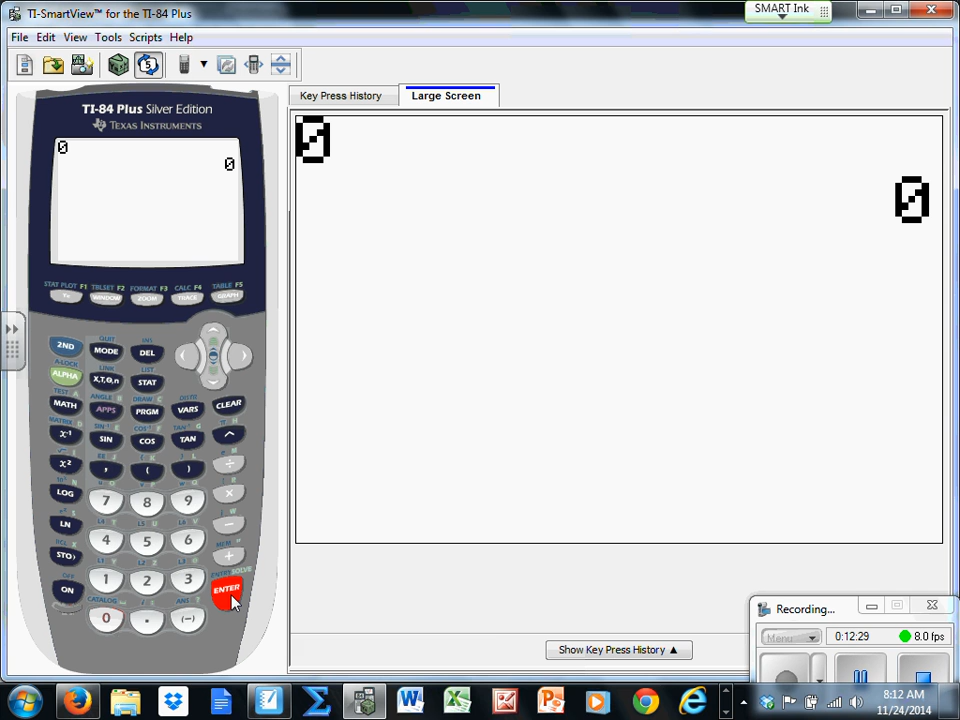 TI-SmartView™ for the TI-84 Plus
SMART Ink
File Edit View Tools Scripts Help
5
Key Press History Large Screen
TI-84 Plus Silver Edition
TEXAS INSTRUMENTS
0
0
0
0
STAT PLOT F1 TBLSET F2 FORMAT F3 CALC F4 TABLE F5
Y= WINDOW ZOOM TRACE GRAPH
QUIT INS
2ND MODE DEL
A-LOCK LINK LIST
ALPHA X,T,Θ,n STAT
TEST A ANGLE B DRAW C DISTR
MATH APPS PRGM VARS CLEAR
MATRIX D SIN⁻¹ E COS⁻¹ F TAN⁻¹ G π H
X⁻¹ SIN COS TAN ^
X² , ( ) ÷
LOG 7 8 9 ×
LN 4 5 6 −
RCL X L1 Y L2 Z L3 MEM
STO› 1 2 3 +
OFF CATALOG ANS ? ENTRY SOLVE
ON 0 . (−) ENTER
Show Key Press History ▲
Recording...
Menu 0:12:29 8.0 fps
8:12 AM
11/24/2014